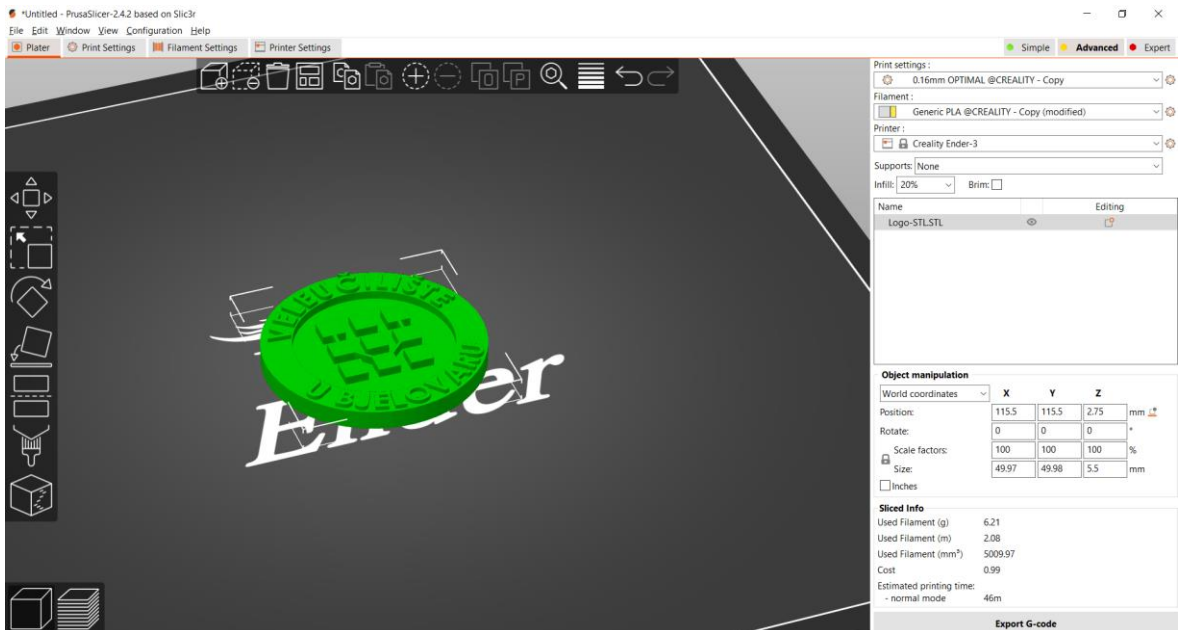 *Untitled - PrusaSlicer-2.4.2 based on Slic3r
File Edit Window View Configuration Help
Plater Print Settings Filament Settings Printer Settings Simple Advanced Expert
Print settings :
0.16mm OPTIMAL @CREALITY - Copy
Filament :
Generic PLA @CREALITY - Copy (modified)
Printer :
Creality Ender-3
Supports: None
Infill: 20% Brim:
Name Editing
Logo-STL.STL
VELEUČILIŠTE
U BJELOVARU
Ender
Object manipulation
World coordinates X Y Z
Position: 115.5 115.5 2.75 mm
Rotate: 0 0 0 °
Scale factors: 100 100 100 %
Size: 49.97 49.98 5.5 mm
Inches
Sliced Info
Used Filament (g) 6.21
Used Filament (m) 2.08
Used Filament (mm³) 5009.97
Cost 0.99
Estimated printing time:
- normal mode 46m
Export G-code